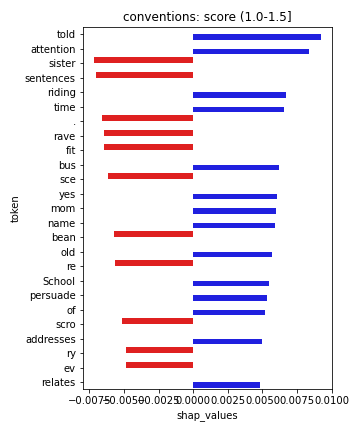 conventions: score (1.0-1.5]
told
attention
sister
sentences
riding
time
.
rave
fit
bus
sce
yes
mom
name
bean
old
re
School
persuade
of
scro
addresses
ry
ev
relates
token
−0.0075 −0.0050 −0.0025 0.0000 0.0025 0.0050 0.0075 0.0100
shap_values